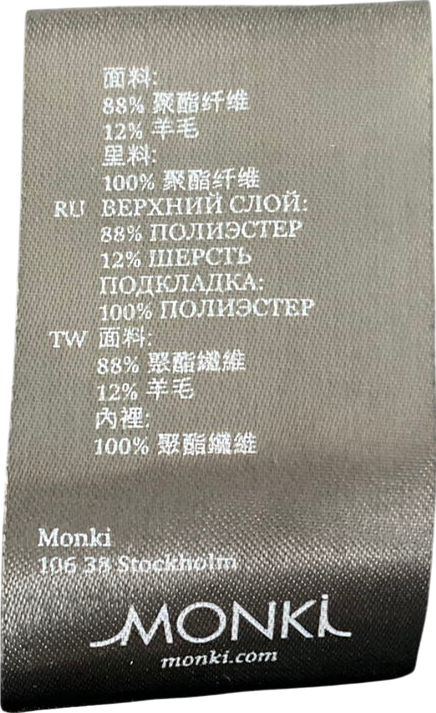 面料:
88% 聚酯纤维
12% 羊毛
里料:
100% 聚酯纤维
RU ВЕРХНИЙ СЛОЙ:
88% ПОЛИЭСТЕР
12% ШЕРСТЬ
ПОДКЛАДКА:
100% ПОЛИЭСТЕР
TW 面料:
88% 聚酯纖維
12% 羊毛
內裡:
100% 聚酯纖維
Monki
106 38 Stockholm
MONKI
monki.com